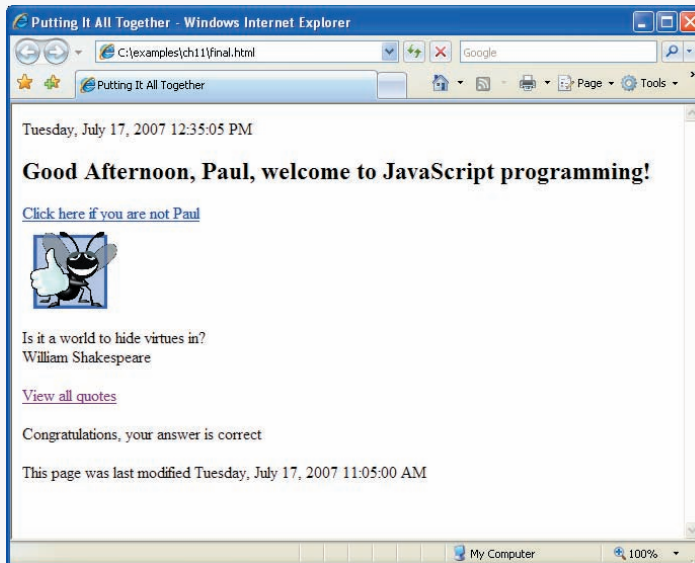 Putting It All Together - Windows Internet Explorer
C:\examples\ch11\final.html
Google
Putting It All Together
Page
Tools
Tuesday, July 17, 2007 12:35:05 PM
Good Afternoon, Paul, welcome to JavaScript programming!
Click here if you are not Paul
Is it a world to hide virtues in?
William Shakespeare
View all quotes
Congratulations, your answer is correct
This page was last modified Tuesday, July 17, 2007 11:05:00 AM
My Computer
100%